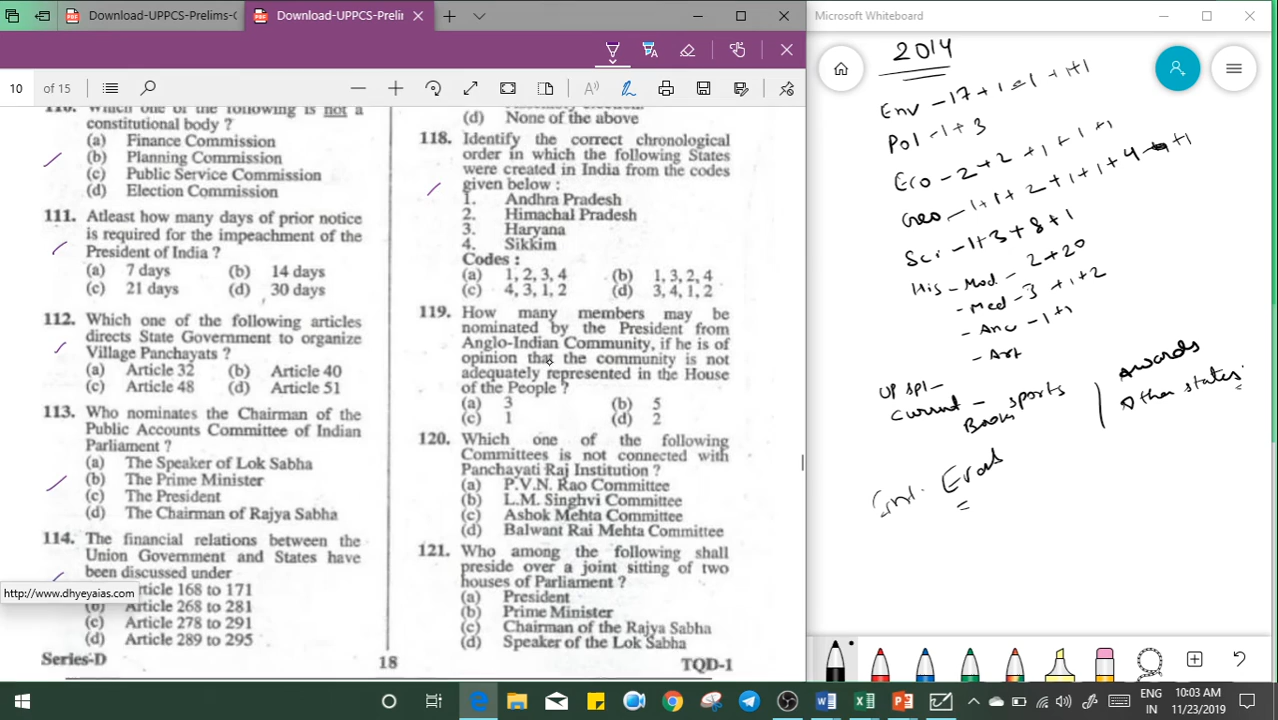 Download-UPPCS-Prelims-G
Download-UPPCS-Prelin
Microsoft Whiteboard
10 of 15
110. Which one of the following is not a
constitutional body ?
(a) Finance Commission
(b) Planning Commission
(c) Public Service Commission
(d) Election Commission
111. Atleast how many days of prior notice
is required for the impeachment of the
President of India ?
(a) 7 days (b) 14 days
(c) 21 days (d) 30 days
112. Which one of the following articles
directs State Government to organize
Village Panchayats ?
(a) Article 32 (b) Article 40
(c) Article 48 (d) Article 51
113. Who nominates the Chairman of the
Public Accounts Committee of Indian
Parliament ?
(a) The Speaker of Lok Sabha
(b) The Prime Minister
(c) The President
(d) The Chairman of Rajya Sabha
114. The financial relations between the
Union Government and States have
been discussed under
http://www.dhyeyaias.com
rticle 168 to 171
(b) Article 268 to 281
(c) Article 278 to 291
(d) Article 289 to 295
Series-D
18
TQD-1
(d) None of the above
118. Identify the correct chronological
order in which the following States
were created in India from the codes
given below :
1. Andhra Pradesh
2. Himachal Pradesh
3. Haryana
4. Sikkim
Codes :
(a) 1, 2, 3, 4 (b) 1, 3, 2, 4
(c) 4, 3, 1, 2 (d) 3, 4, 1, 2
119. How many members may be
nominated by the President from
Anglo-Indian Community, if he is of
opinion that the community is not
adequately represented in the House
of the People ?
(a) 3 (b) 5
(c) 1 (d) 2
120. Which one of the following
Committees is not connected with
Panchayati Raj Institution ?
(a) P.V.N. Rao Committee
(b) L.M. Singhvi Committee
(c) Ashok Mehta Committee
(d) Balwant Rai Mehta Committee
121. Who among the following shall
preside over a joint sitting of two
houses of Parliament ?
(a) President
(b) Prime Minister
(c) Chairman of the Rajya Sabha
(d) Speaker of the Lok Sabha
2014
Env - 17 + 1 + 1 + 1+1
Pol - 1 + 3
Eco - 2 + 2 + 1 + 1 + 1
Geo - 1+1 + 2 + 1 + 1 + 4 + 1
Sci - 1 + 3 + 8 + 1
His - Mod - 2 + 20
- Med - 3 + 1 + 2
- Anc - 1 + 1
- Art
UP spl -
Current - sports
Books
Awards
Other states.
ENG
IN
10:03 AM
11/23/2019